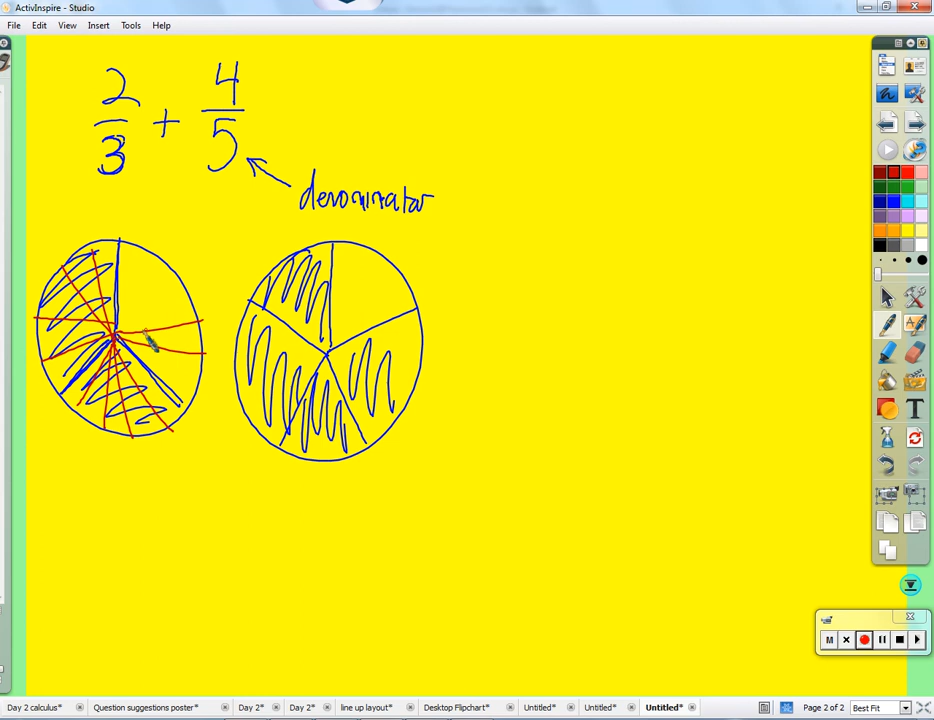 ActivInspire - Studio
File Edit View Insert Tools Help
2/3 + 4/5
denominator
T
M
Day 2 calculus* Question suggestions poster* Day 2* Day 2* line up layout* Desktop Flipchart* Untitled* Untitled* Untitled* Page 2 of 2 Best Fit